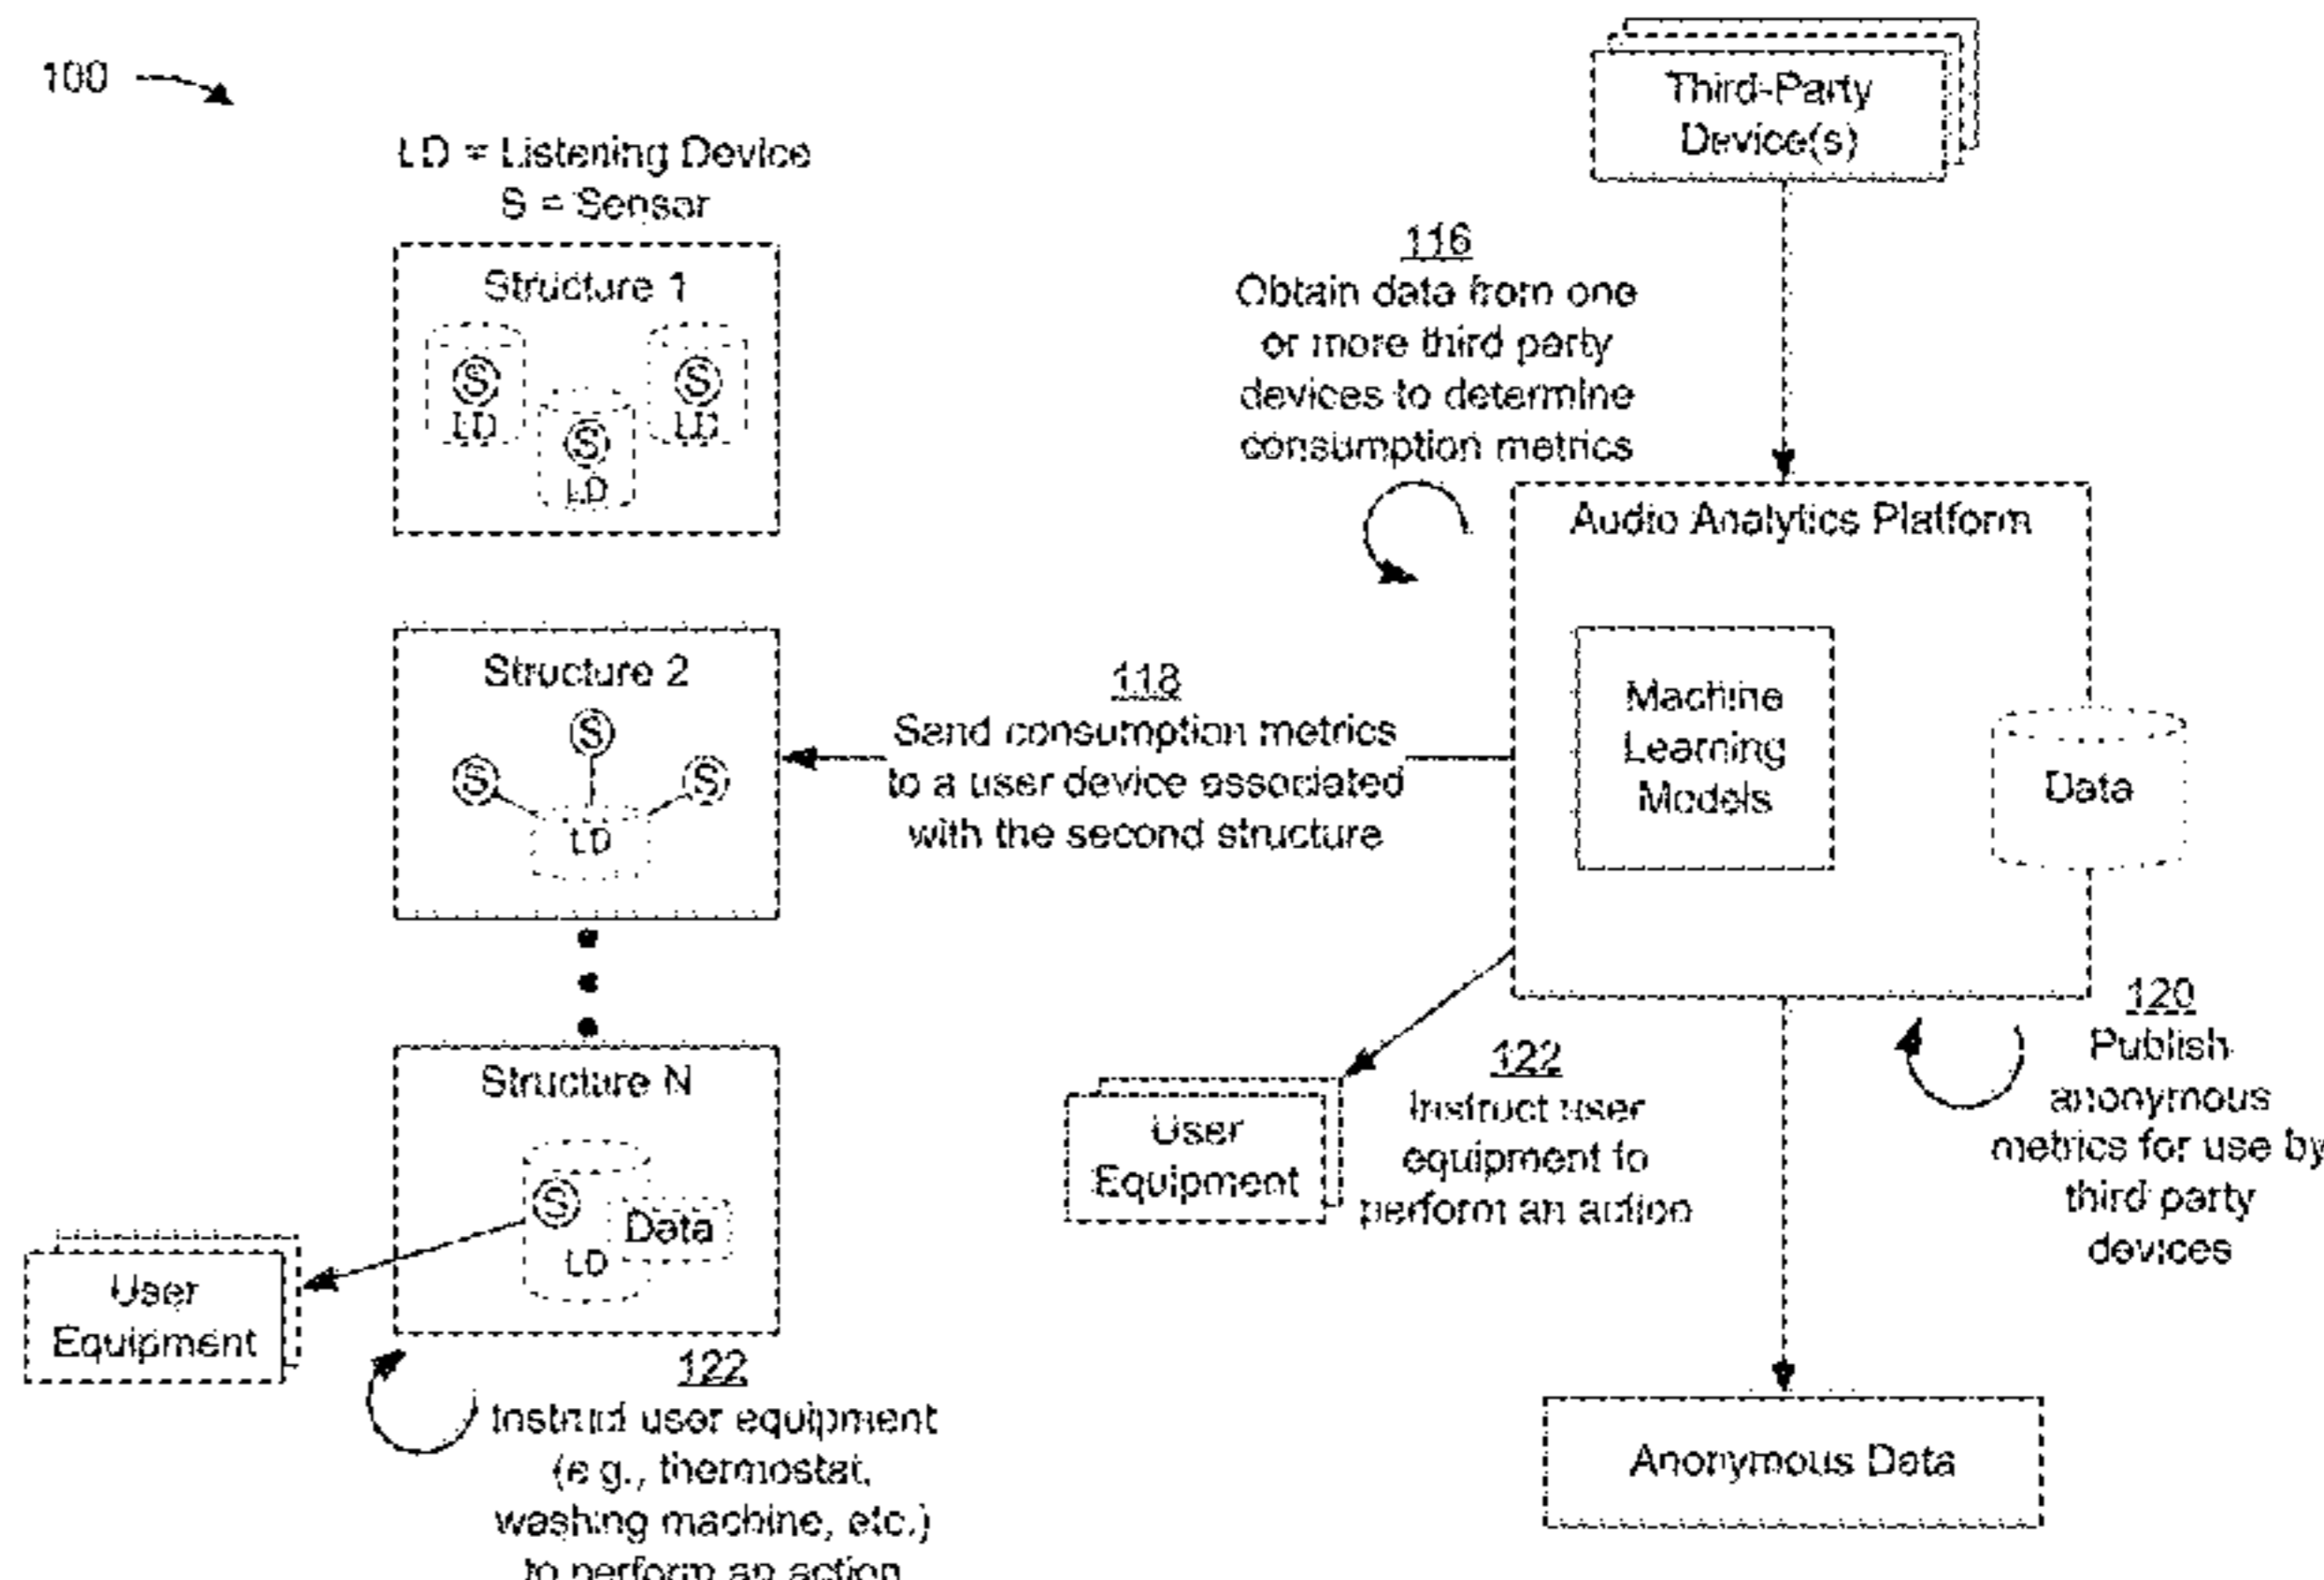 100
LD = Listening Device
S = Sensor
Structure 1
S
LD
S
LD
S
LD
Third-Party
Device(s)
116
Obtain data from one
or more third party
devices to determine
consumption metrics
Audio Analytics Platform
Machine
Learning
Models
Data
Structure 2
S
S
S
LD
118
Send consumption metrics
to a user device associated
with the second structure
Structure N
S
Data
LD
User
Equipment
122
Instruct user equipment
(e.g., thermostat,
washing machine, etc.)
to perform an action
User
Equipment
122
Instruct user
equipment to
perform an action
120
Publish
anonymous
metrics for use by
third party
devices
Anonymous Data